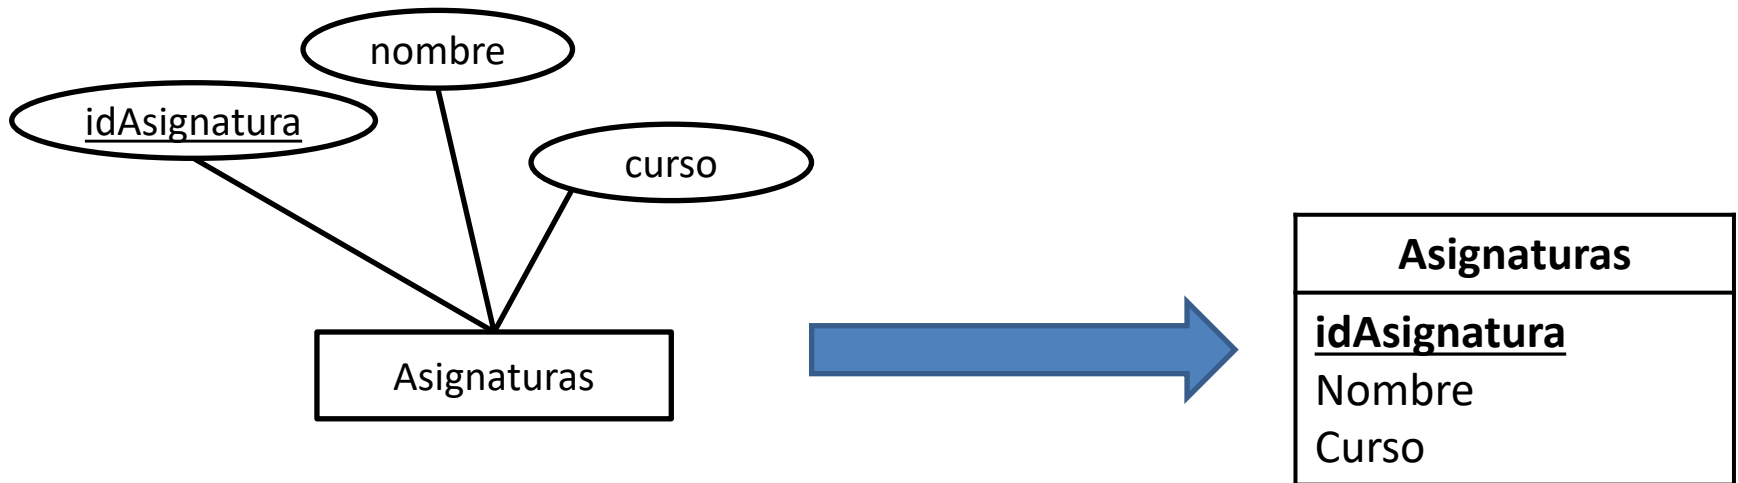 nombre
idAsignatura
curso
Asignaturas
Asignaturas
idAsignatura
Nombre
Curso